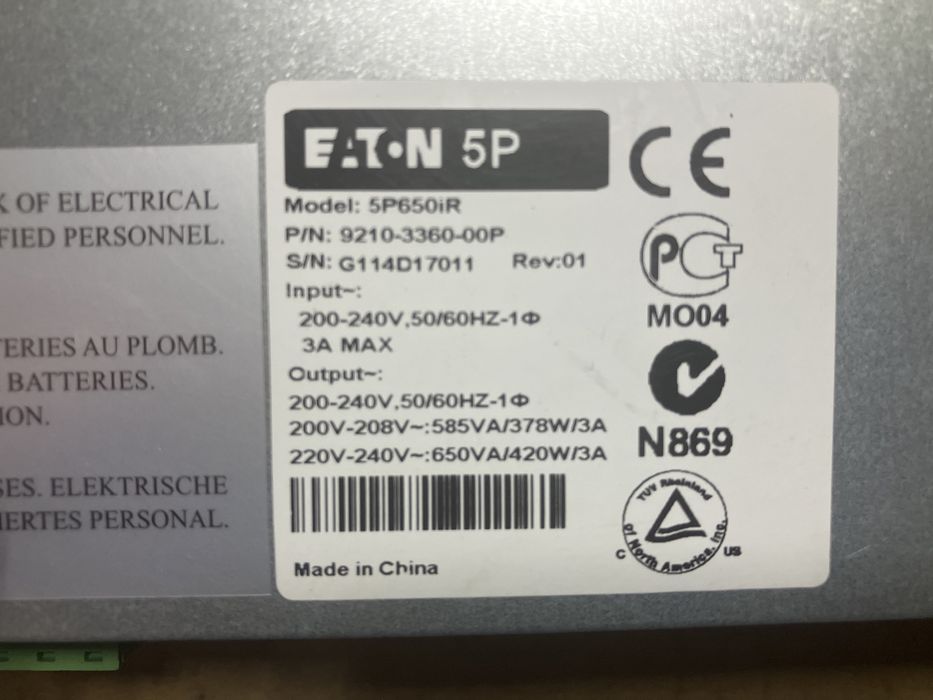 K OF ELECTRICAL
FIED PERSONNEL.
TERIES AU PLOMB.
BATTERIES.
ION.
SES. ELEKTRISCHE
IERTES PERSONAL.
EATON 5P
Model: 5P650iR
P/N: 9210-3360-00P
S/N: G114D17011 Rev:01
Input~:
200-240V,50/60HZ-1Φ
3A MAX
Output~:
200-240V,50/60HZ-1Φ
200V-208V~:585VA/378W/3A
220V-240V~:650VA/420W/3A
Made in China
CE
PCT
MO04
N869
TUV Rheinland
of North America, Inc.
C US